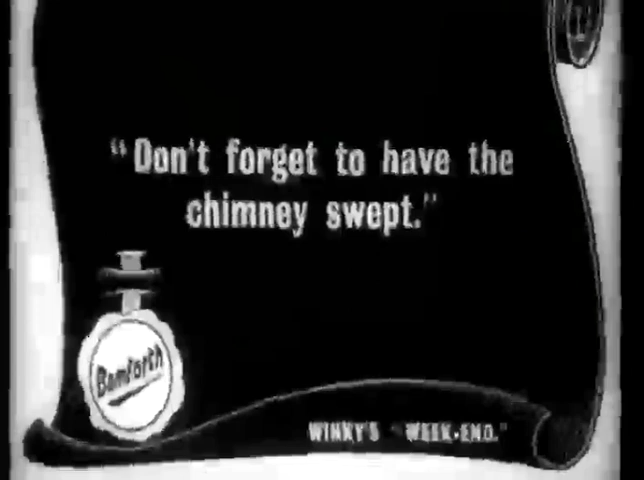 "Don't forget to have the
chimney swept."
Bamforth
WINKY'S "WEEK-END."